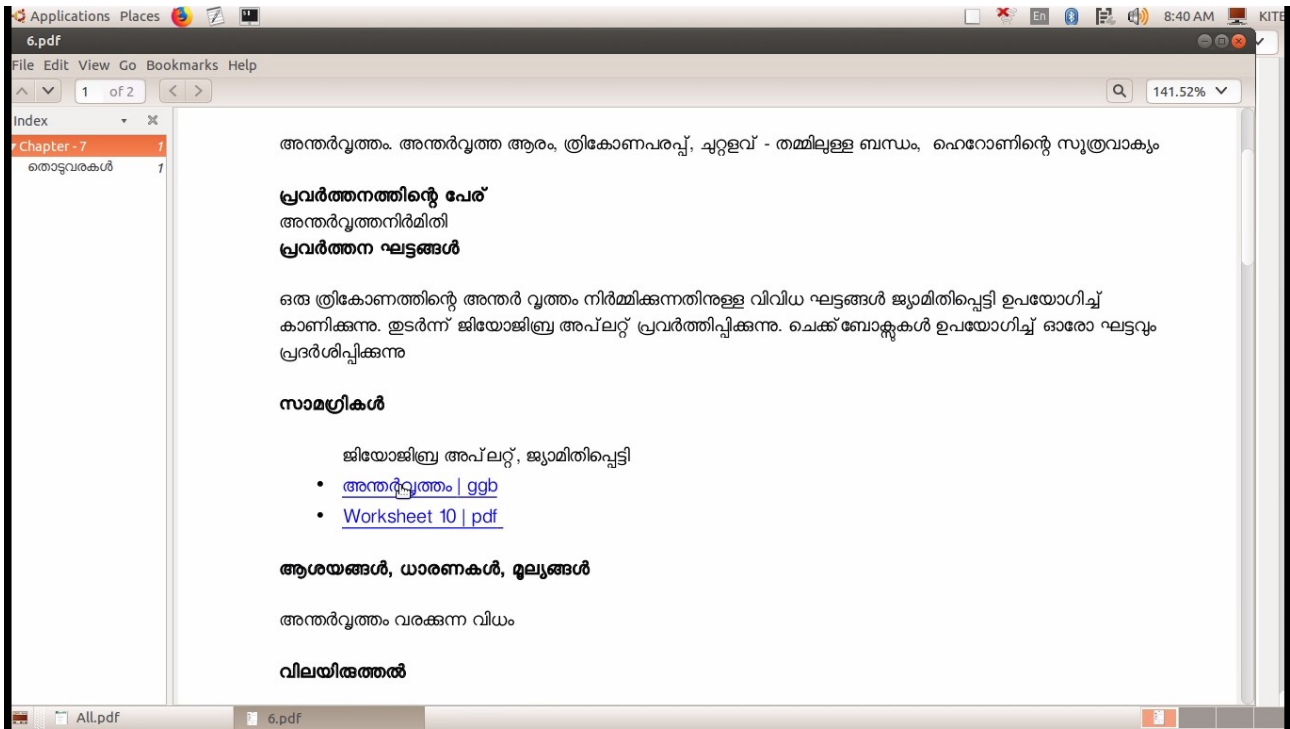 Applications Places En 8:40 AM KITE
6.pdf
File Edit View Go Bookmarks Help
1 of 2 141.52%
Index
Chapter - 7 1
തൊടുവരകൾ 1
അന്തർവൃത്തം. അന്തർവൃത്ത ആരം, ത്രികോണപരപ്പ്, ചുറ്റളവ് - തമ്മിലുള്ള ബന്ധം, ഹെറോണിന്റെ സൂത്രവാക്യം
പ്രവർത്തനത്തിന്റെ പേര്
അന്തർവൃത്തനിർമിതി
പ്രവർത്തന ഘട്ടങ്ങൾ
ഒരു ത്രികോണത്തിന്റെ അന്തർ വൃത്തം നിർമ്മിക്കുന്നതിനുള്ള വിവിധ ഘട്ടങ്ങൾ ജ്യാമിതിപ്പെട്ടി ഉപയോഗിച്ച്
കാണിക്കുന്നു. തുടർന്ന് ജിയോജിബ്ര അപ്‌ലറ്റ് പ്രവർത്തിപ്പിക്കുന്നു. ചെക്ക് ബോക്സുകൾ ഉപയോഗിച്ച് ഓരോ ഘട്ടവും
പ്രദർശിപ്പിക്കുന്നു
സാമഗ്രികൾ
ജിയോജിബ്ര അപ്‌ലറ്റ്, ജ്യാമിതിപ്പെട്ടി
• അന്തർവൃത്തം | ggb
• Worksheet 10 | pdf
ആശയങ്ങൾ, ധാരണകൾ, മൂല്യങ്ങൾ
അന്തർവൃത്തം വരക്കുന്ന വിധം
വിലയിരുത്തൽ
All.pdf 6.pdf